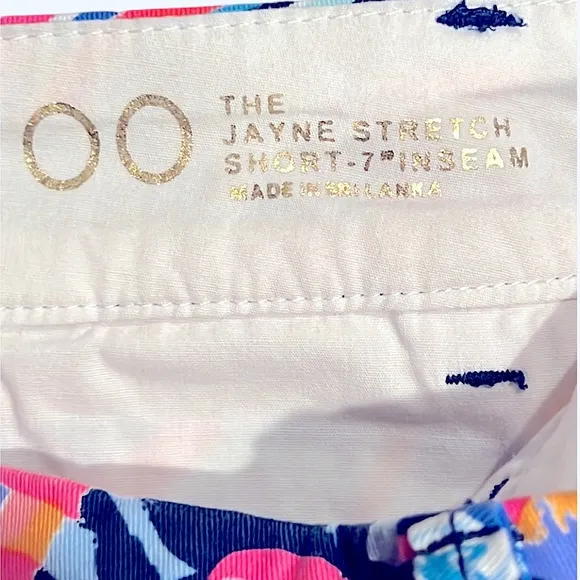 00
THE
JAYNE STRETCH
SHORT-7" INSEAM
MADE IN SRI LANKA